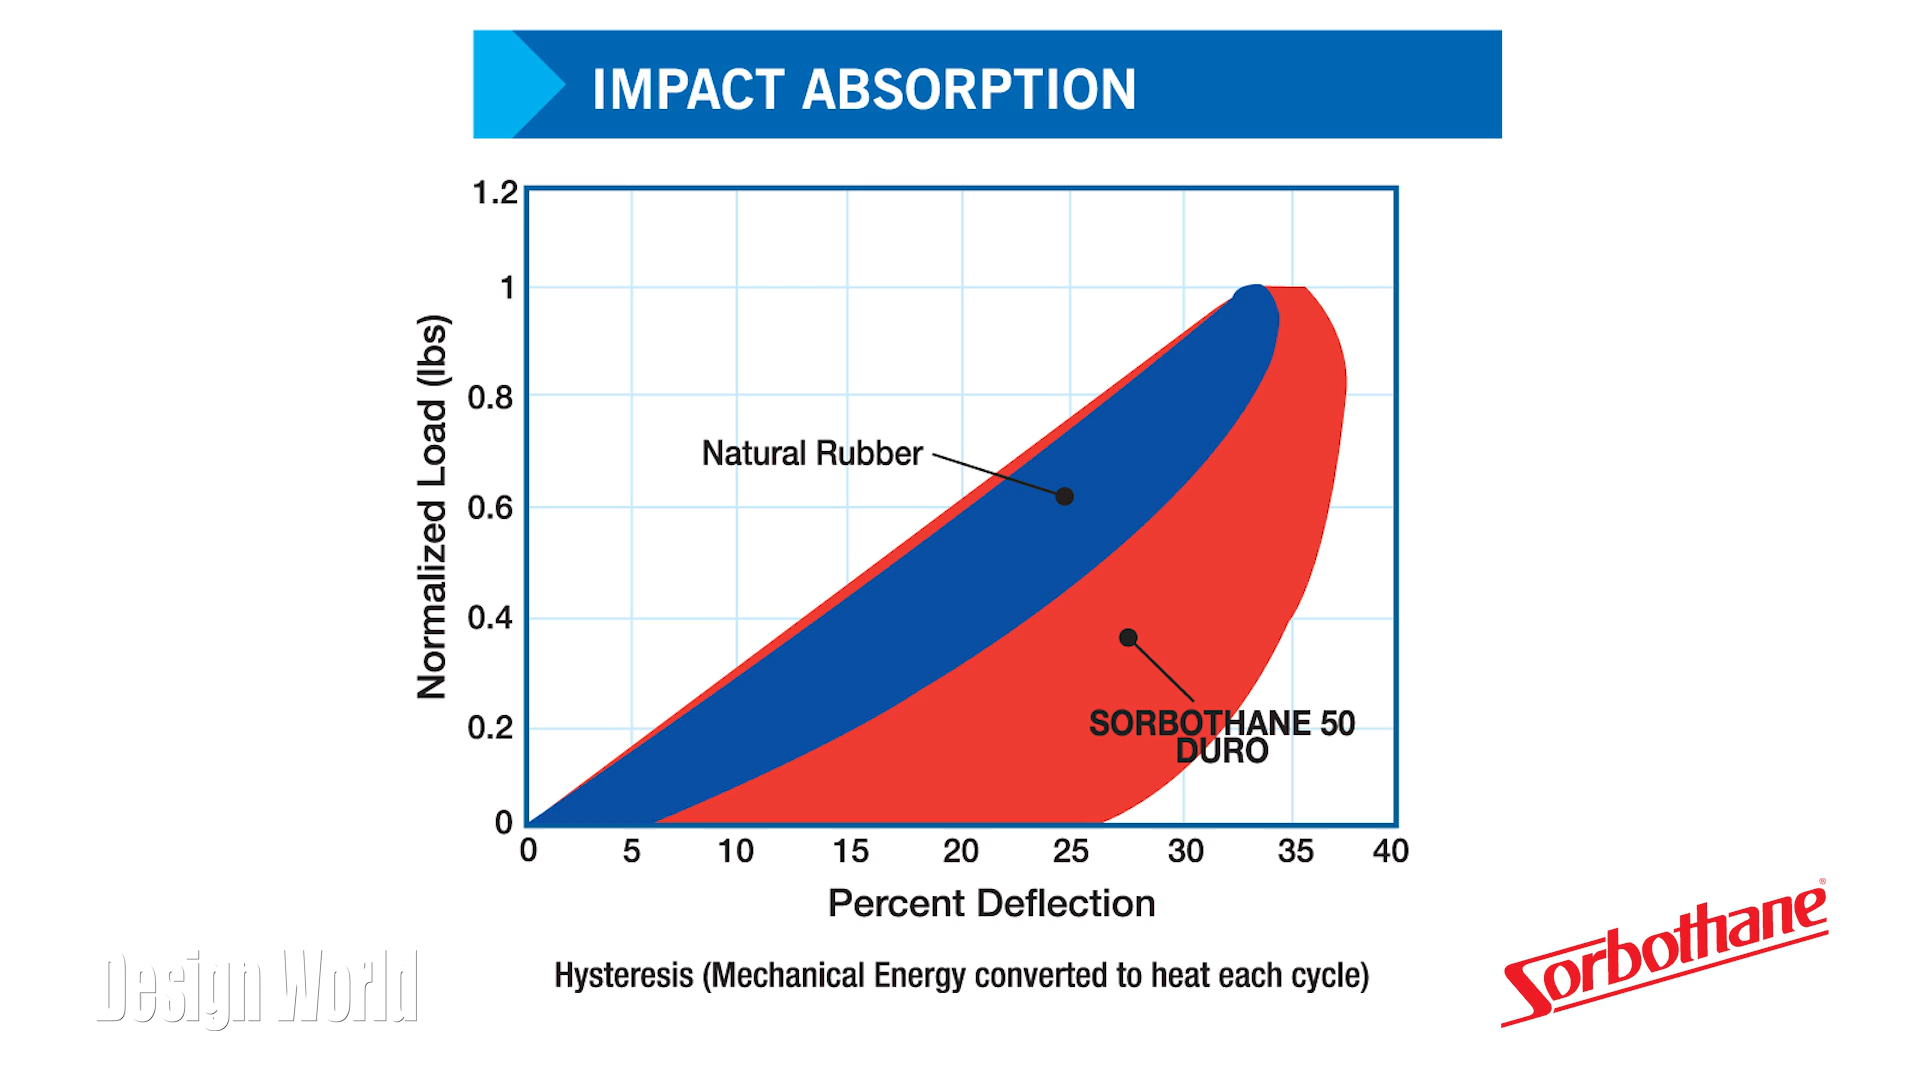 IMPACT ABSORPTION
1.2
1
0.8
0.6
0.4
0.2
0
Normalized Load (lbs)
Natural Rubber
SORBOTHANE 50
DURO
0 5 10 15 20 25 30 35 40
Percent Deflection
Hysteresis (Mechanical Energy converted to heat each cycle)
Design World
Sorbothane®